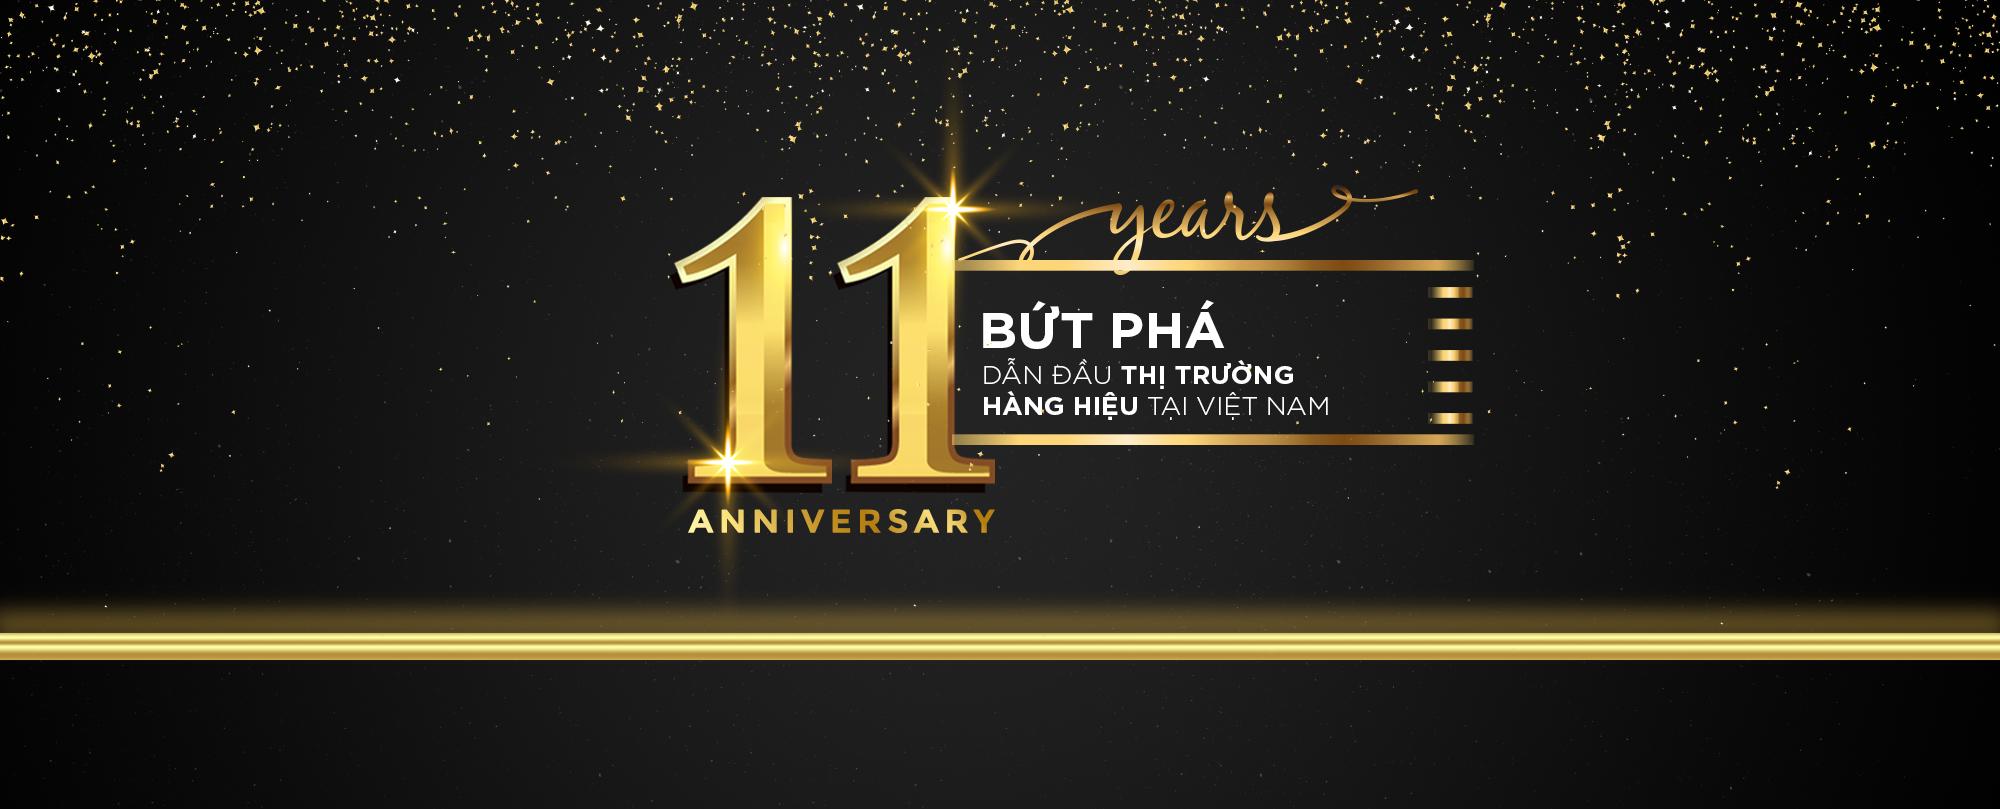 11
years
BỨT PHÁ
DẪN ĐẦU THỊ TRƯỜNG
HÀNG HIỆU TẠI VIỆT NAM
ANNIVERSARY